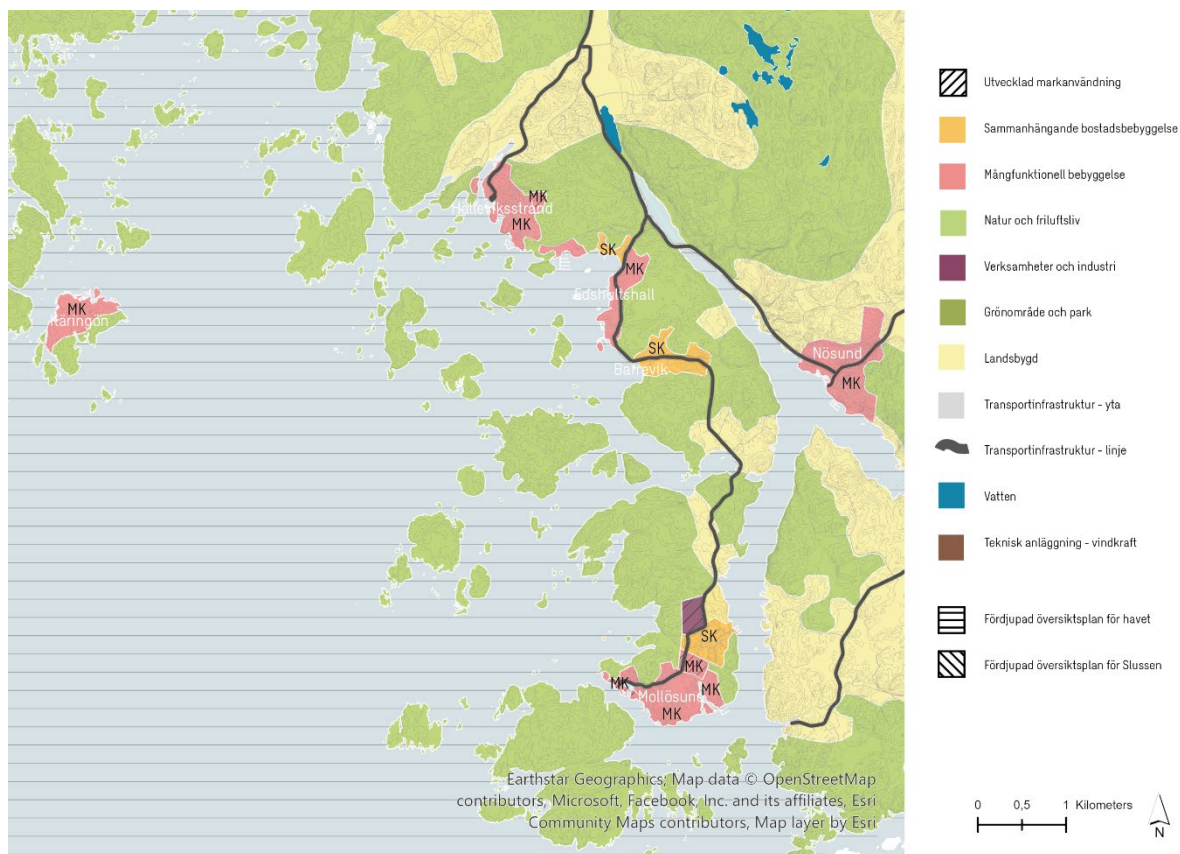 MK
Hälleviksstrand
MK
SK
MK
Edshultshall
MK
Käringön
SK
Barrevik
Nösund
MK
SK
MK
MK
MK
Mollösund
MK
Earthstar Geographics; Map data © OpenStreetMap
contributors, Microsoft, Facebook, Inc. and its affiliates, Esri
Community Maps contributors, Map layer by Esri
Utvecklad markanvändning
Sammanhängande bostadsbebyggelse
Mångfunktionell bebyggelse
Natur och friluftsliv
Verksamheter och industri
Grönområde och park
Landsbygd
Transportinfrastruktur - yta
Transportinfrastruktur - linje
Vatten
Teknisk anläggning - vindkraft
Fördjupad översiktsplan för havet
Fördjupad översiktsplan för Slussen
0 0,5 1 Kilometers
N